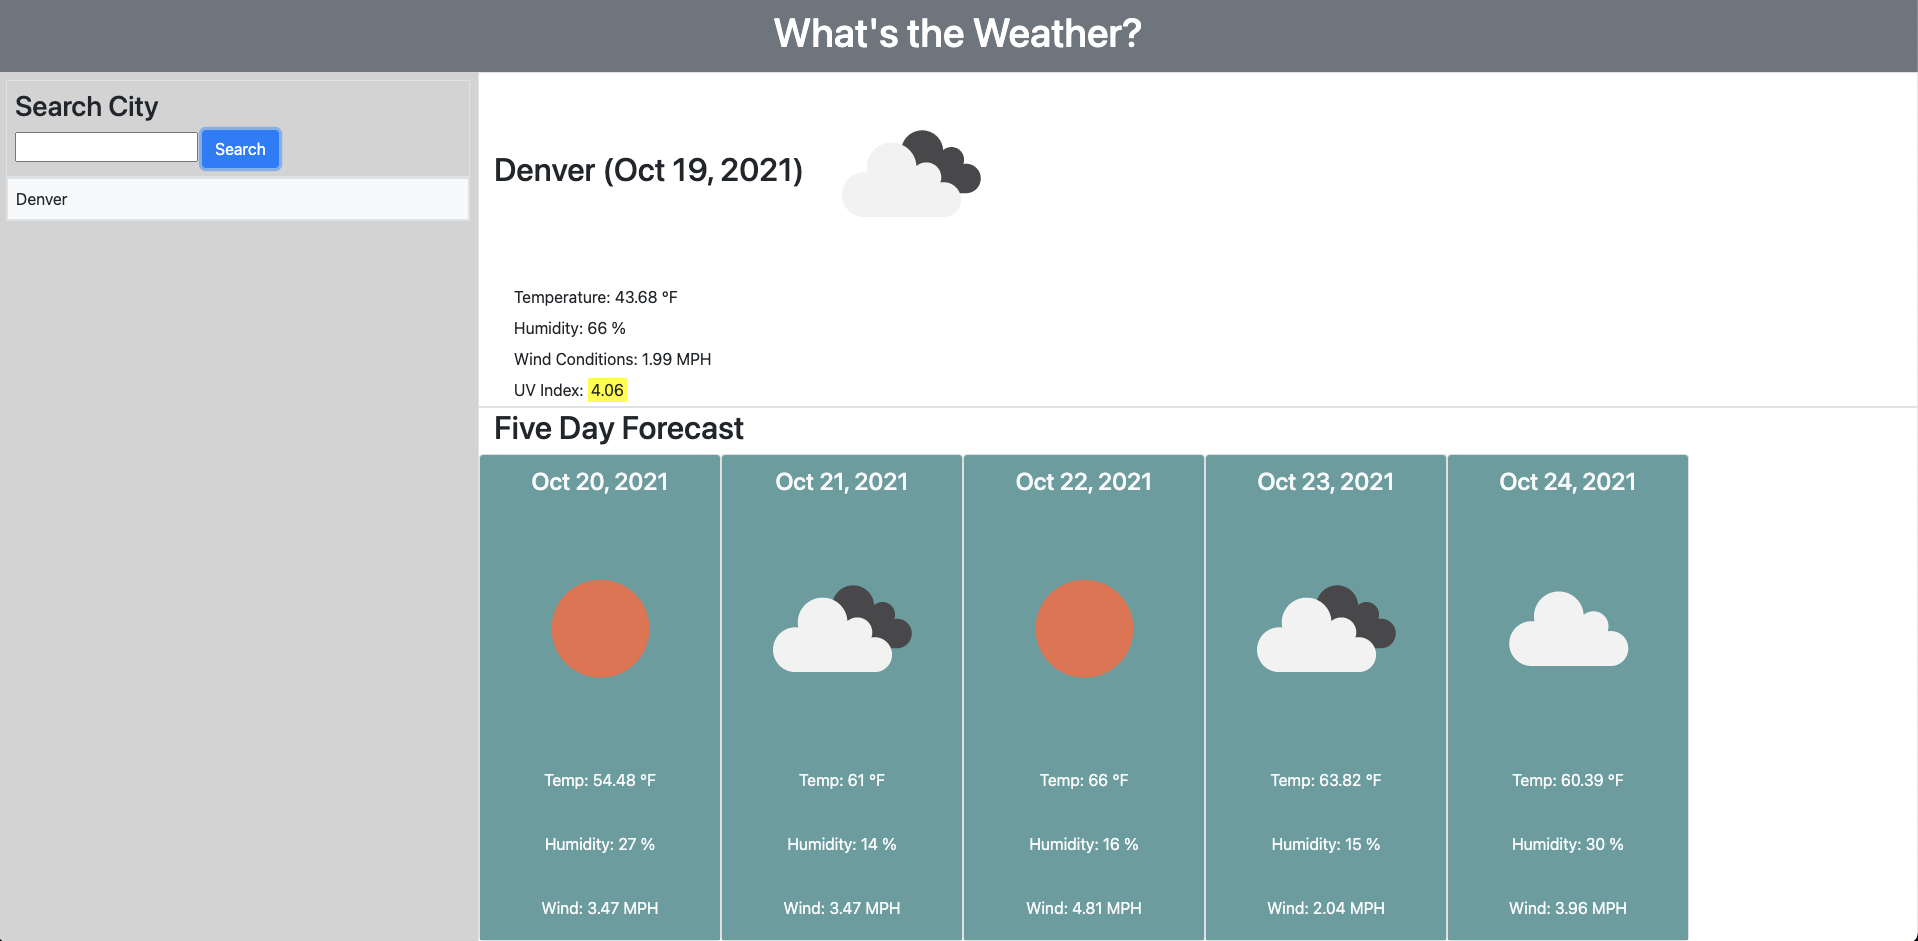 What's the Weather?
Search City
Search
Denver
Denver (Oct 19, 2021)
Temperature: 43.68 °F
Humidity: 66 %
Wind Conditions: 1.99 MPH
UV Index: 4.06
Five Day Forecast
Oct 20, 2021
Temp: 54.48 °F
Humidity: 27 %
Wind: 3.47 MPH
Oct 21, 2021
Temp: 61 °F
Humidity: 14 %
Wind: 3.47 MPH
Oct 22, 2021
Temp: 66 °F
Humidity: 16 %
Wind: 4.81 MPH
Oct 23, 2021
Temp: 63.82 °F
Humidity: 15 %
Wind: 2.04 MPH
Oct 24, 2021
Temp: 60.39 °F
Humidity: 30 %
Wind: 3.96 MPH